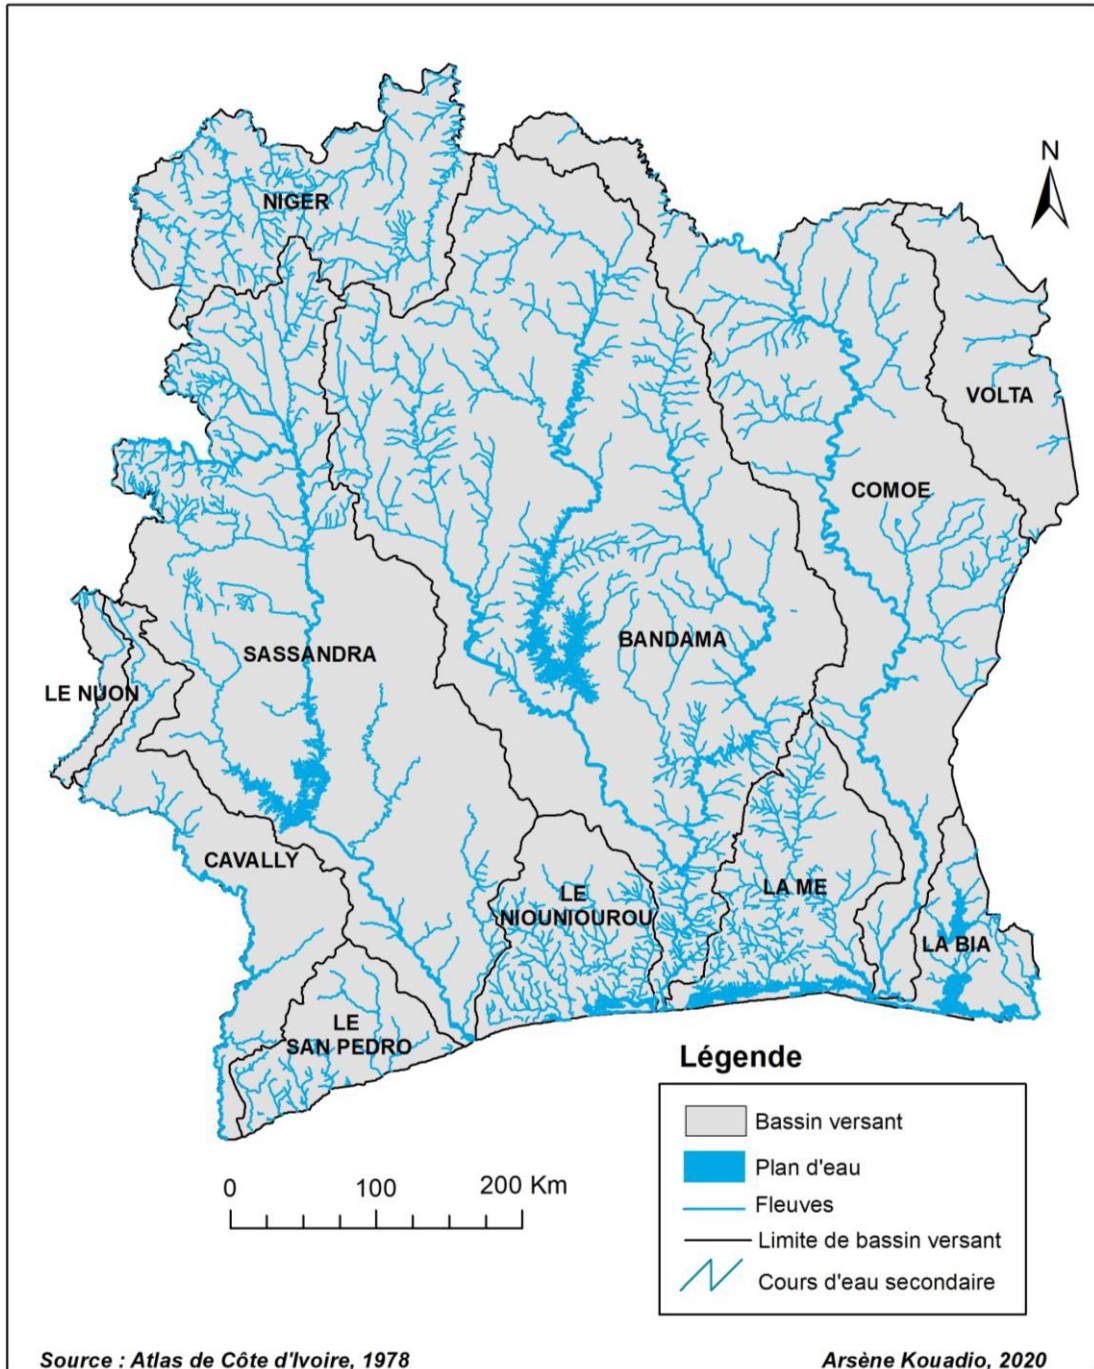 N
NIGER
VOLTA
COMOE
SASSANDRA
BANDAMA
LE NUON
CAVALLY
LE
NIOUNIOUROU
LA ME
LA BIA
LE
SAN PEDRO
Légende
Bassin versant
Plan d'eau
Fleuves
Limite de bassin versant
Cours d'eau secondaire
0 100 200 Km
Source : Atlas de Côte d'Ivoire, 1978 Arsène Kouadio, 2020